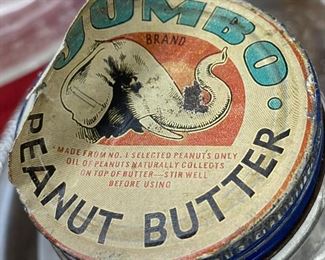 JUMBO
BRAND
MADE FROM NO. 1 SELECTED PEANUTS ONLY
OIL OF PEANUTS NATURALLY COLLECTS
ON TOP OF BUTTER—STIR WELL
BEFORE USING
PEANUT BUTTER